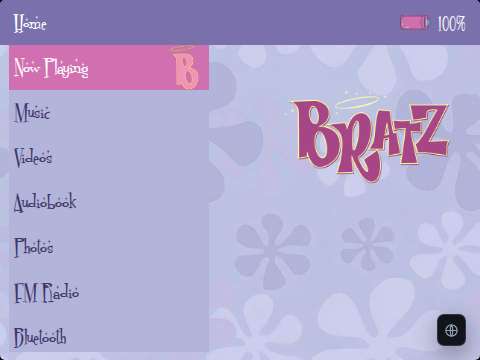 Home
100%
Now Playing
B
BRATZ
Music
Videos
Audiobook
Photos
FM Radio
Bluetooth